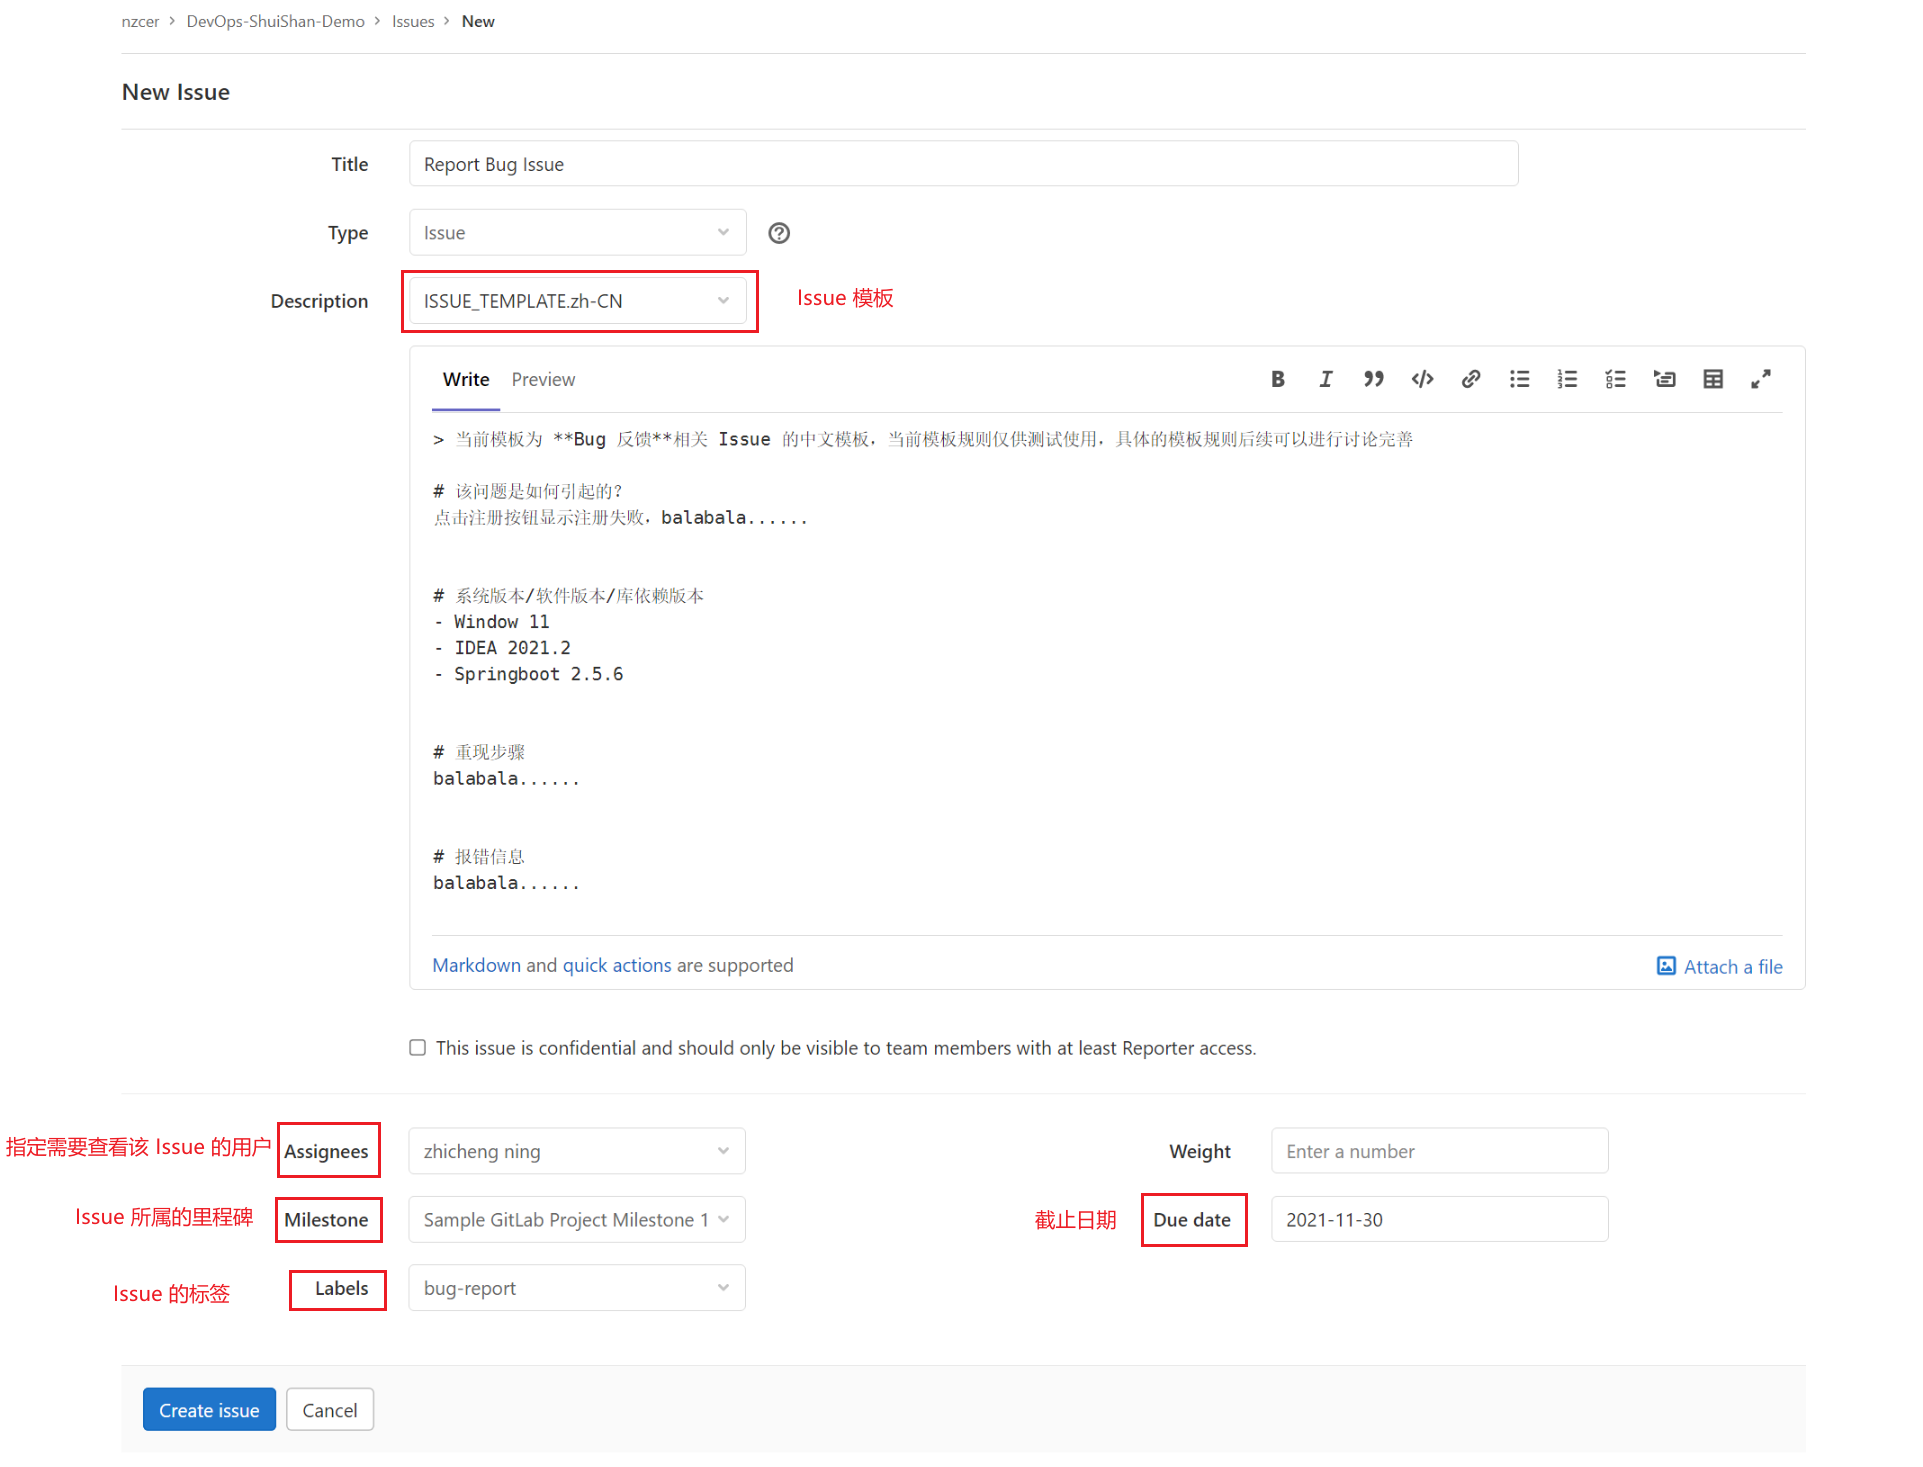 nzcer > DevOps-ShuiShan-Demo > Issues > New
New Issue
Title
Report Bug Issue
Type
Issue
Description
ISSUE_TEMPLATE.zh-CN
Issue 模板
Write
Preview
> 当前模板为 **Bug 反馈**相关 Issue 的中文模板，当前模板规则仅供测试使用，具体的模板规则后续可以进行讨论完善
# 该问题是如何引起的？
点击注册按钮显示注册失败，balabala......
# 系统版本/软件版本/库依赖版本
- Window 11
- IDEA 2021.2
- Springboot 2.5.6
# 重现步骤
balabala......
# 报错信息
balabala......
Markdown and quick actions are supported
Attach a file
This issue is confidential and should only be visible to team members with at least Reporter access.
指定需要查看该 Issue 的用户
Assignees
zhicheng ning
Weight
Enter a number
Issue 所属的里程碑
Milestone
Sample GitLab Project Milestone 1
截止日期
Due date
2021-11-30
Issue 的标签
Labels
bug-report
Create issue
Cancel